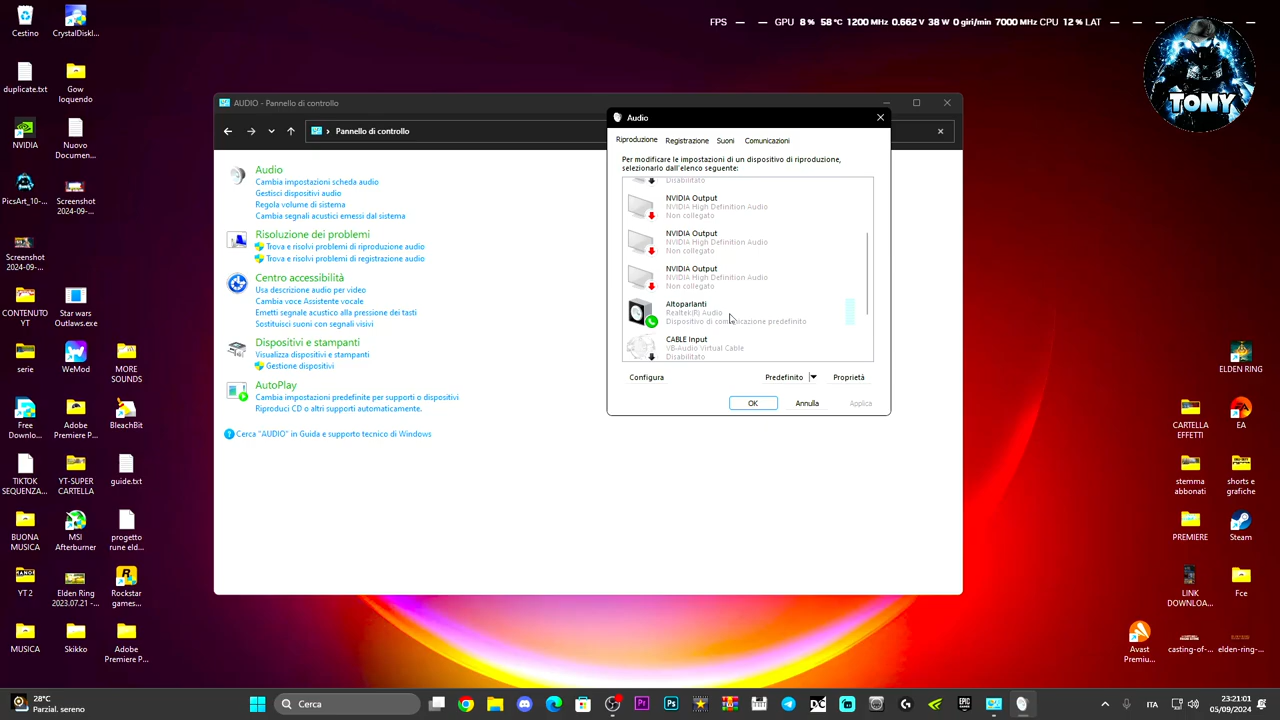 FPS — — GPU 8 % 58 °C 1200 MHz 0.662 V 38 W 0 giri/min 7000 MHz CPU 12 % LAT — — — — —
TONY
Cestino
CrystalDiskI...
duplicate.txt
Gow loquendo
NVIDIA
Nuovo Documen...
PicsArt_10-...
Screenshot 2024-09-...
Screenshot 2024-09-...
CONTENUTO YT
Star wars Outlaws.exe
serie
WeMod
MORE SOUNDS
Free Downlo...
Adobe Premiere P...
BleachBit
TIKTOK SEQUENZA...
YT-SUPER CARTELLA
guide.txt
BUONA MUSICA
MSI Afterburner
progetto rune eld...
YT 2
Elden Ring 2023.07.21 -...
Rockstar games...
MUSICA
Skikko
Adobe Premiere P...
AUDIO - Pannello di controllo
Pannello di controllo
Audio
Cambia impostazioni scheda audio
Gestisci dispositivi audio
Regola volume di sistema
Cambia segnali acustici emessi dal sistema
Risoluzione dei problemi
Trova e risolvi problemi di riproduzione audio
Trova e risolvi problemi di registrazione audio
Centro accessibilità
Usa descrizione audio per video
Cambia voce Assistente vocale
Emetti segnale acustico alla pressione dei tasti
Sostituisci suoni con segnali visivi
Dispositivi e stampanti
Visualizza dispositivi e stampanti
Gestione dispositivi
AutoPlay
Cambia impostazioni predefinite per supporti o dispositivi
Riproduci CD o altri supporti automaticamente.
Cerca "AUDIO" in Guida e supporto tecnico di Windows
Audio
Riproduzione Registrazione Suoni Comunicazioni
Per modificare le impostazioni di un dispositivo di riproduzione,
selezionarlo dall'elenco seguente:
Disabilitato
NVIDIA Output
NVIDIA High Definition Audio
Non collegato
NVIDIA Output
NVIDIA High Definition Audio
Non collegato
NVIDIA Output
NVIDIA High Definition Audio
Non collegato
Altoparlanti
Realtek(R) Audio
Dispositivo di comunicazione predefinito
CABLE Input
VB-Audio Virtual Cable
Disabilitato
Configura Predefinito Proprietà
OK Annulla Applica
ELDEN RING
CARTELLA EFFETTI
EA
stemma abbonati
shorts e grafiche
PREMIERE
Steam
LINK DOWNLOA...
Fce
Avast Premiu...
casting-of-...
elden-ring-...
28°C
Parzial. sereno
Cerca
ITA
23:21:01
05/09/2024